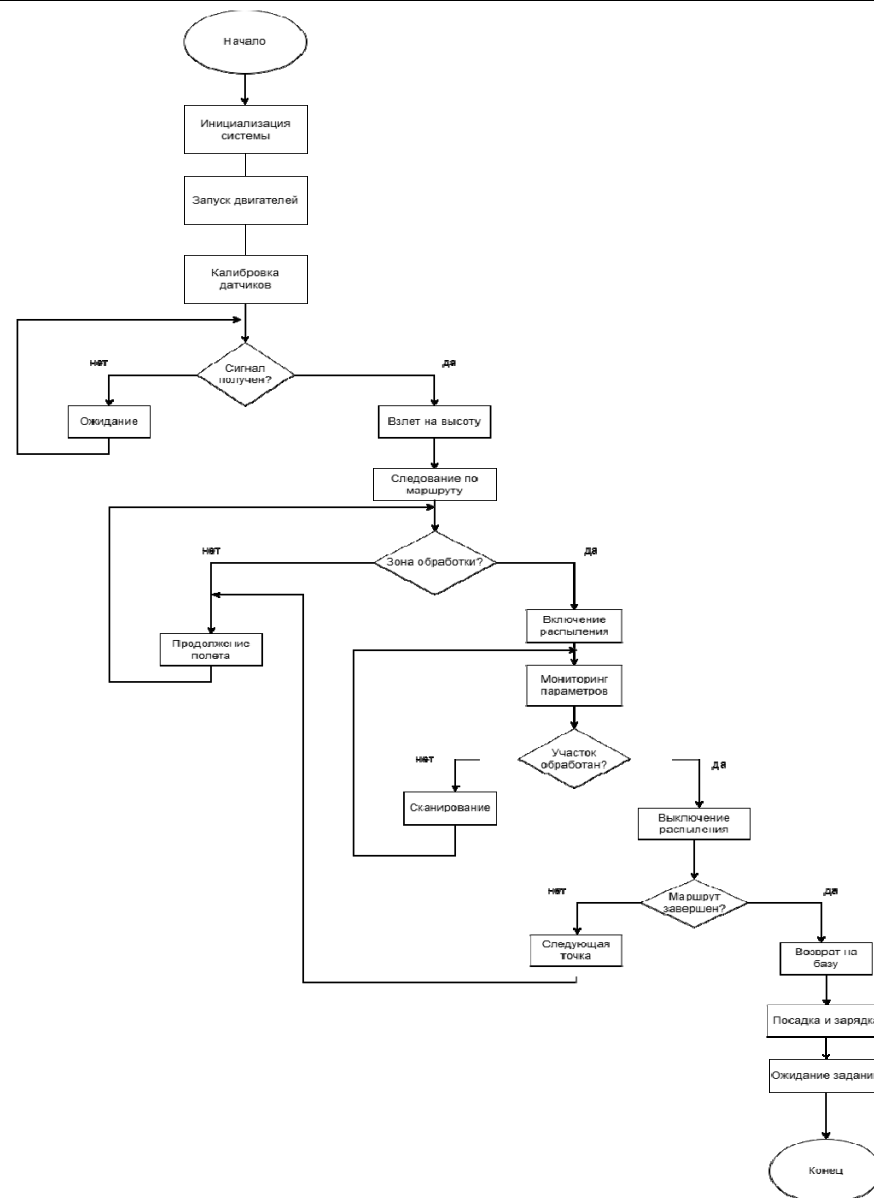 Начало
Инициализация
системы
Запуск двигателей
Калибровка
датчиков
нет
Сигнал
получен?
да
Ожидание
Взлет на высоту
Следование по
маршруту
нет
Зона обработки?
да
Включение
распыления
Продолжение
полета
Мониторинг
параметров
нет
Участок
обработан?
да
Сканирование
Выключение
распыления
нет
Маршрут
завершен?
да
Следующая
точка
Возврат на
базу
Посадка и зарядка
Ожидание задани
Конец